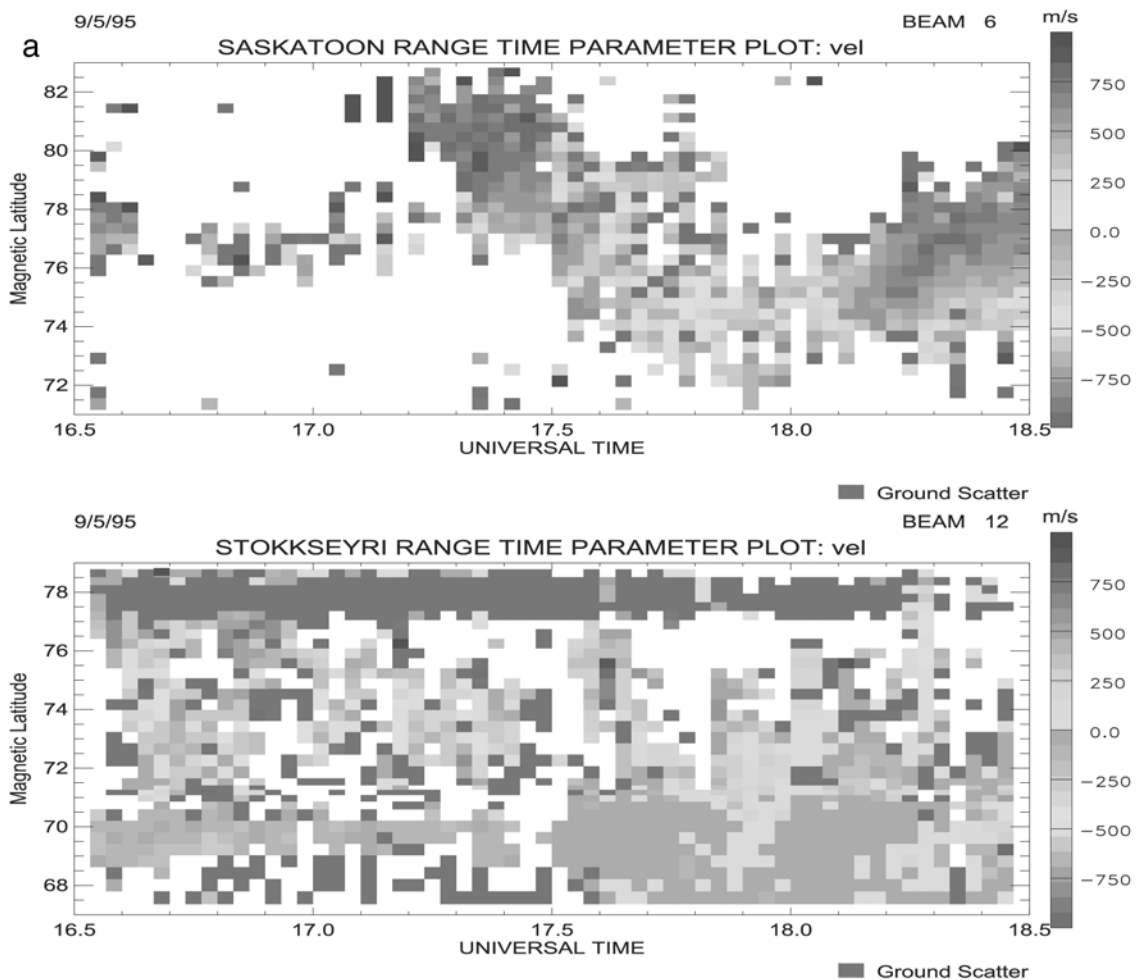 9/5/95 BEAM 6 m/s
a
SASKATOON RANGE TIME PARAMETER PLOT: vel
Magnetic Latitude
82
80
78
76
74
72
16.5 17.0 17.5 18.0 18.5
UNIVERSAL TIME
750
500
250
0.0
−250
−500
−750
Ground Scatter
9/5/95 BEAM 12 m/s
STOKKSEYRI RANGE TIME PARAMETER PLOT: vel
Magnetic Latitude
78
76
74
72
70
68
16.5 17.0 17.5 18.0 18.5
UNIVERSAL TIME
750
500
250
0.0
−250
−500
−750
Ground Scatter